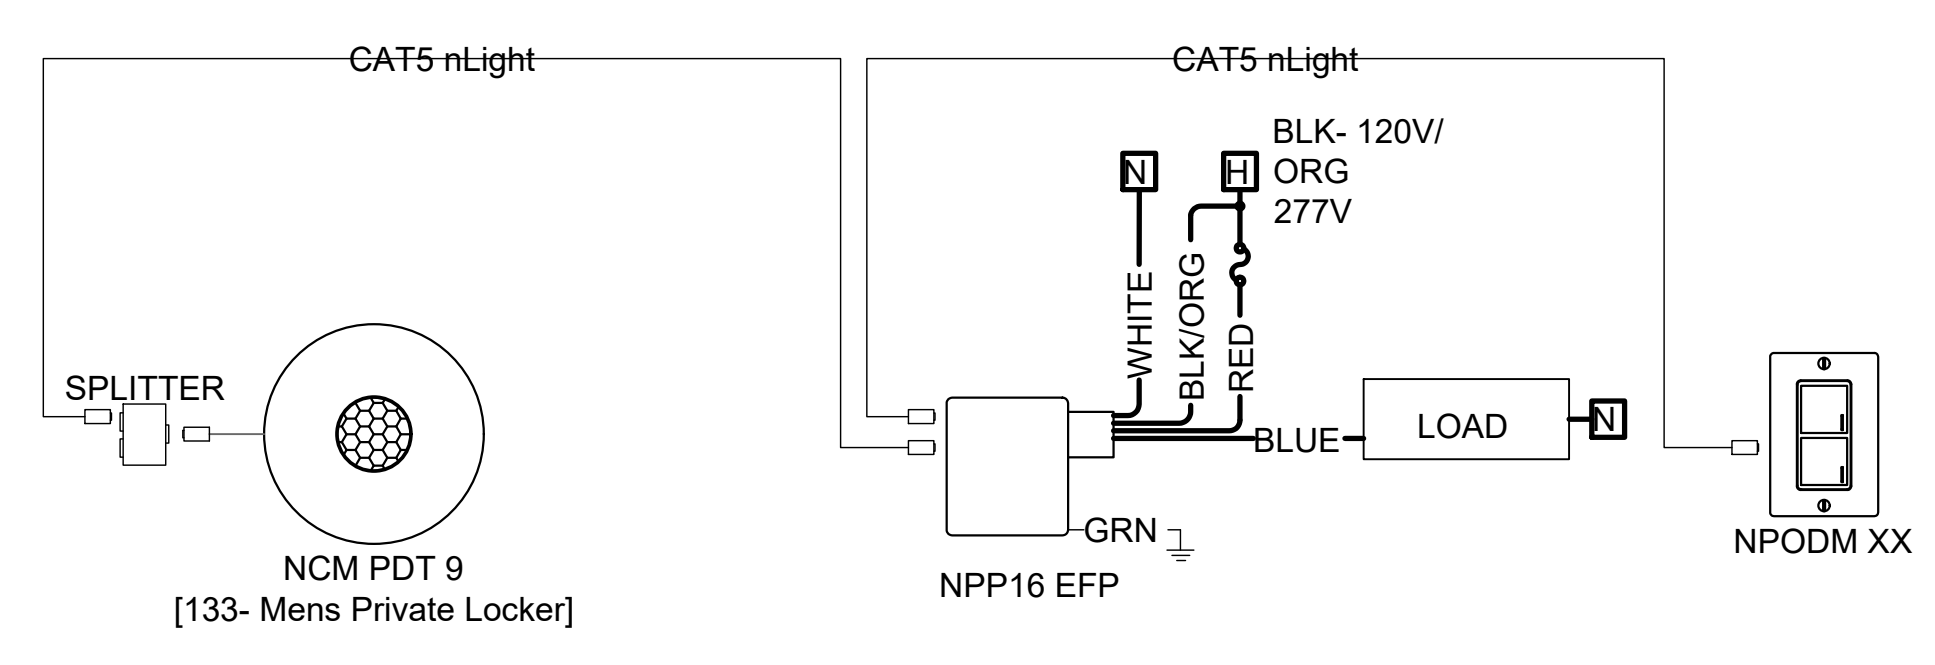 CAT5 nLight
CAT5 nLight
BLK- 120V/
ORG
277V
N
H
WHITE
BLK/ORG
RED
SPLITTER
BLUE
LOAD
N
GRN
NCM PDT 9
[133- Mens Private Locker]
NPP16 EFP
NPODM XX